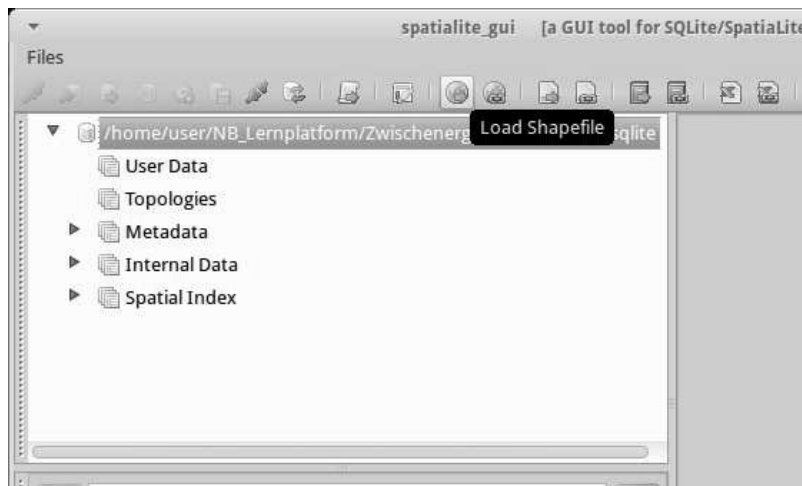 spatialite_gui [a GUI tool for SQLite/SpatiaLite
Files
Load Shapefile
/home/user/NB_Lernplatform/Zwischenerg sqlite
User Data
Topologies
Metadata
Internal Data
Spatial Index